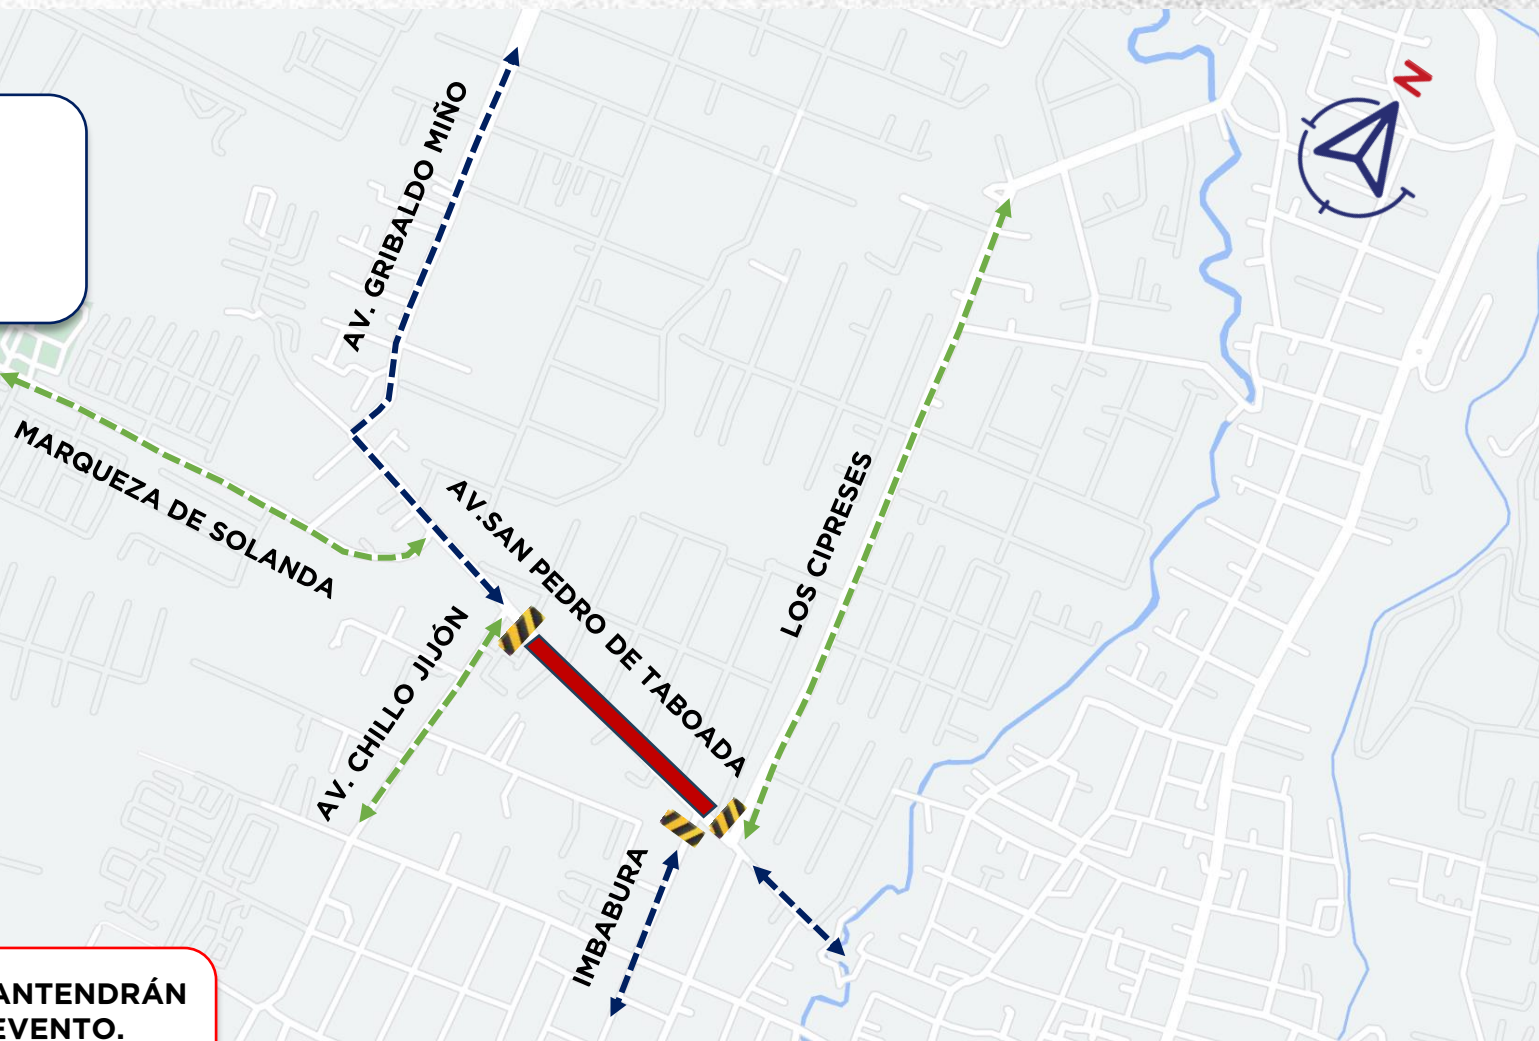 N
AV. GRIBALDO MIÑO
MARQUEZA DE SOLANDA
AV.SAN PEDRO DE TABOADA
LOS CIPRESES
AV. CHILLO JIJÓN
IMBABURA
ANTENDRÁN
EVENTO.